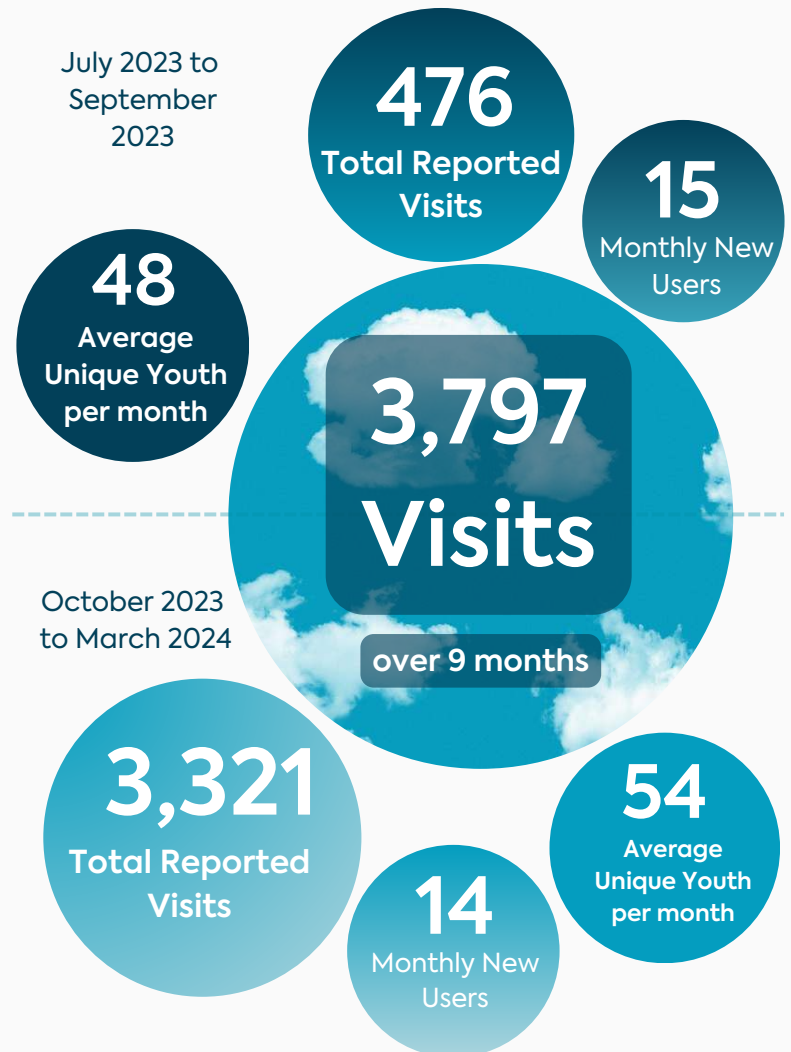 July 2023 to
September
2023
476
Total Reported
Visits
15
Monthly New
Users
48
Average
Unique Youth
per month
3,797
Visits
over 9 months
October 2023
to March 2024
3,321
Total Reported
Visits
54
Average
Unique Youth
per month
14
Monthly New
Users